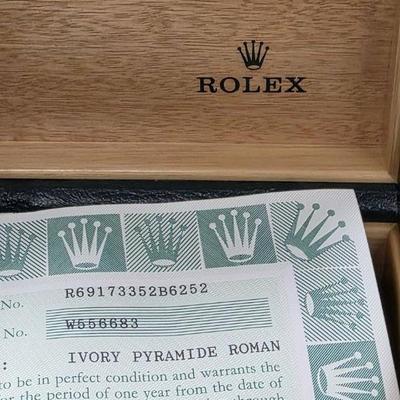 ROLEX
No. R69173352B6252
No. W556683
: IVORY PYRAMIDE ROMAN
to be in perfect condition and warrants the
for the period of one year from the date of